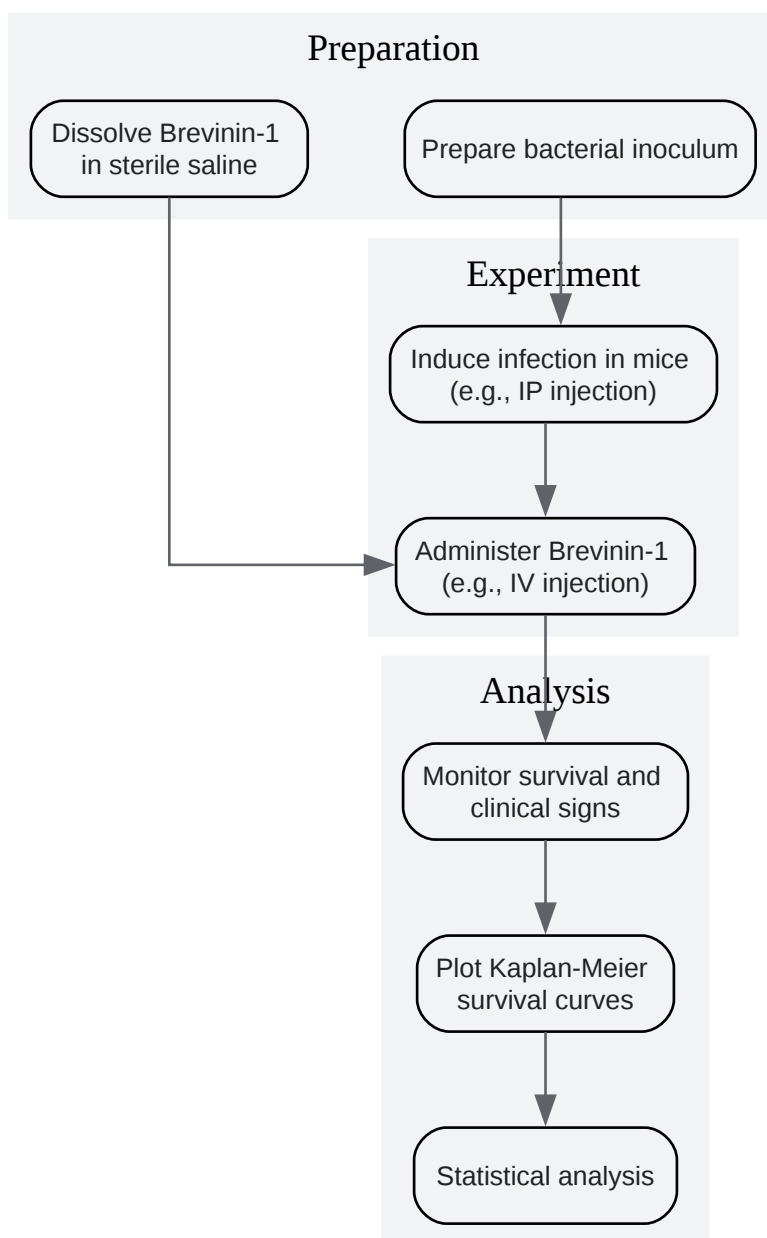 Preparation
Dissolve Brevinin-1
in sterile saline
Prepare bacterial inoculum
Experiment
Induce infection in mice
(e.g., IP injection)
Administer Brevinin-1
(e.g., IV injection)
Analysis
Monitor survival and
clinical signs
Plot Kaplan-Meier
survival curves
Statistical analysis